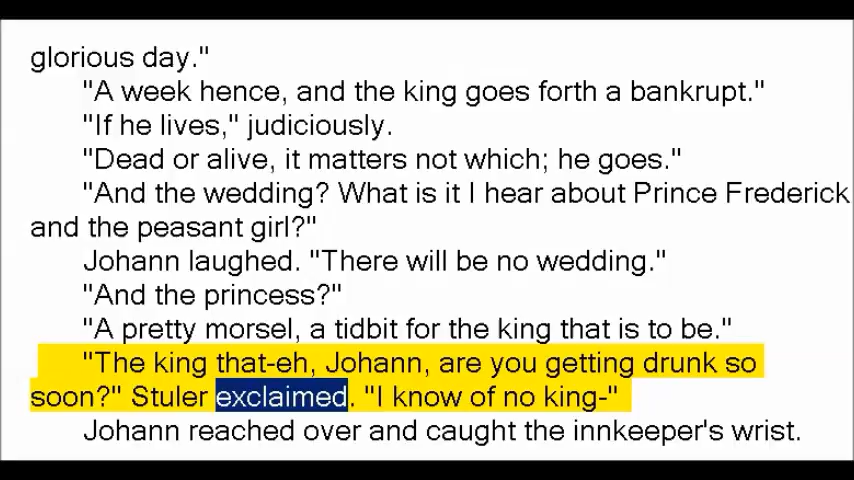 glorious day."
"A week hence, and the king goes forth a bankrupt."
"If he lives," judiciously.
"Dead or alive, it matters not which; he goes."
"And the wedding? What is it I hear about Prince Frederick
and the peasant girl?"
Johann laughed. "There will be no wedding."
"And the princess?"
"A pretty morsel, a tidbit for the king that is to be."
"The king that-eh, Johann, are you getting drunk so
soon?" Stuler exclaimed. "I know of no king-"
Johann reached over and caught the innkeeper's wrist.